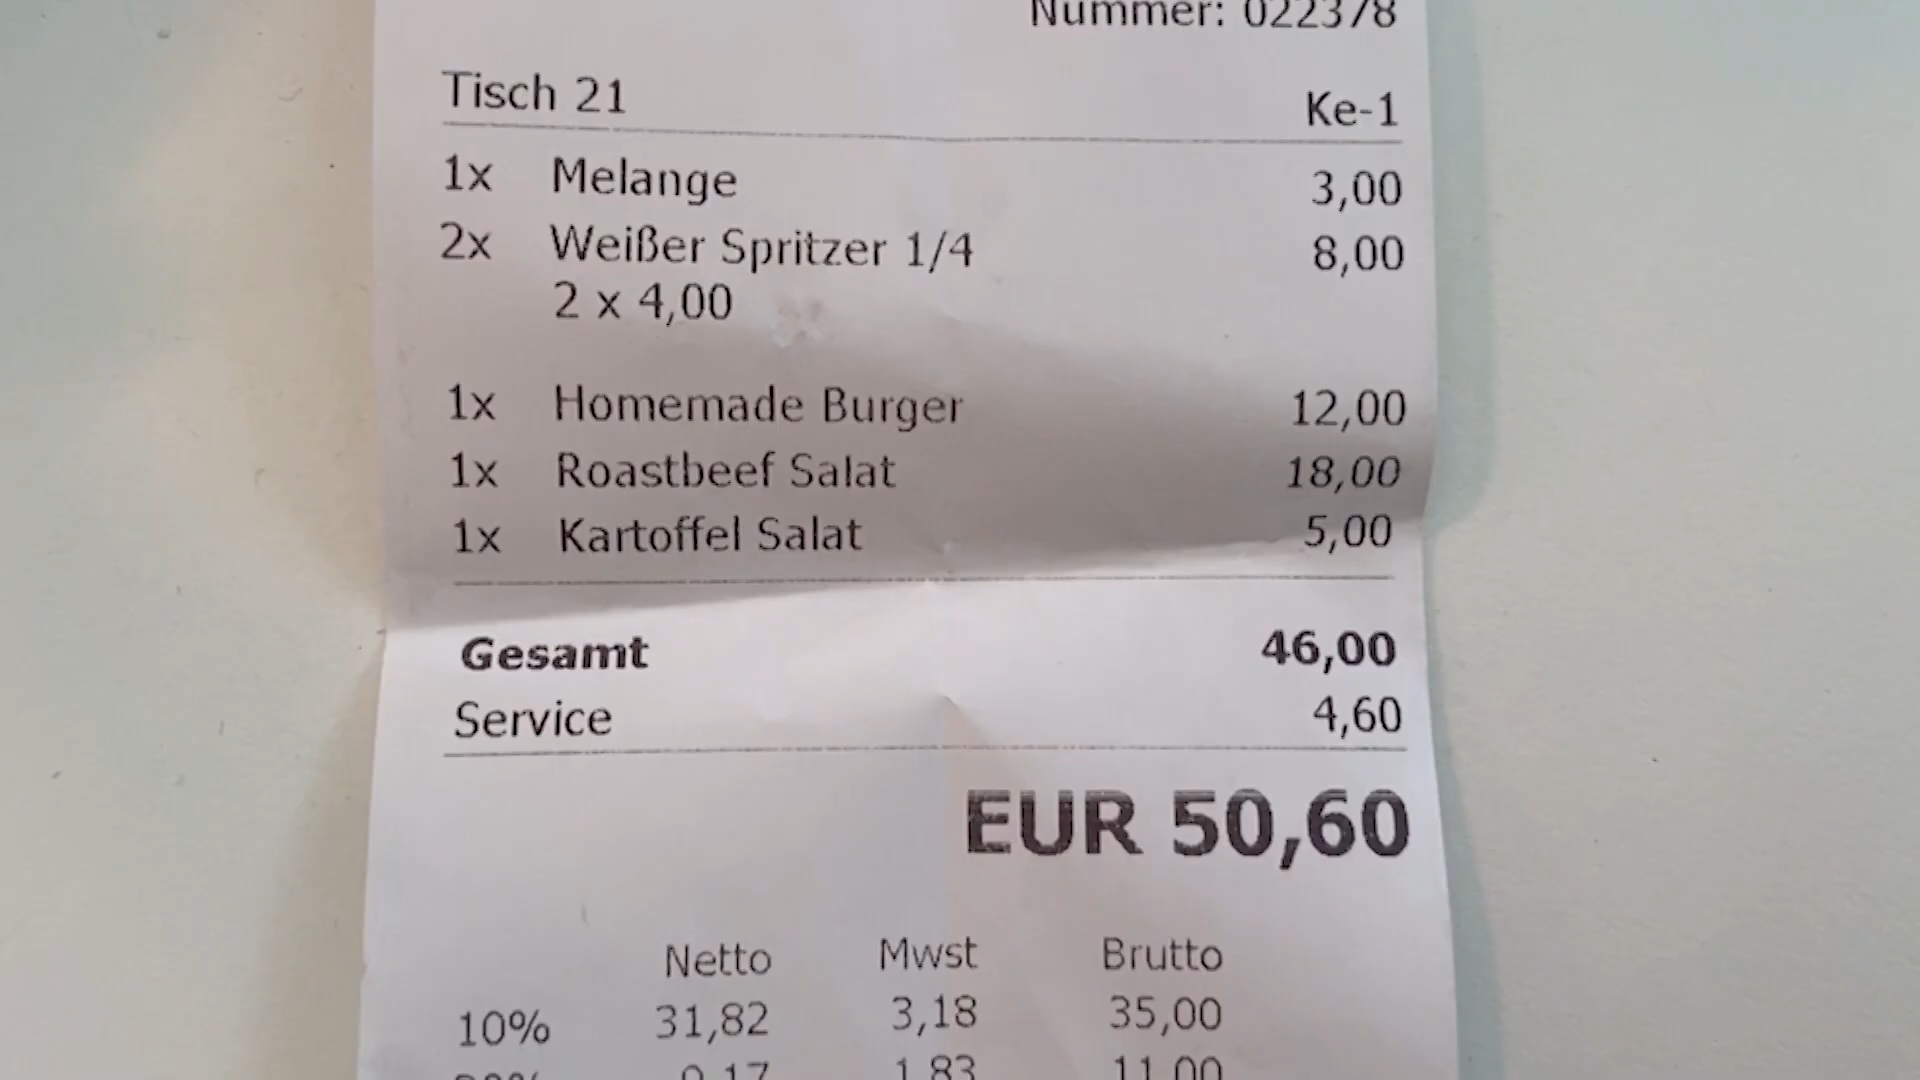 Nummer: 022378
Tisch 21 Ke-1
1x Melange 3,00
2x Weißer Spritzer 1/4 8,00
2 x 4,00
1x Homemade Burger 12,00
1x Roastbeef Salat 18,00
1x Kartoffel Salat 5,00
Gesamt 46,00
Service 4,60
EUR 50,60
Netto Mwst Brutto
10% 31,82 3,18 35,00
20% 9,17 1,83 11,00